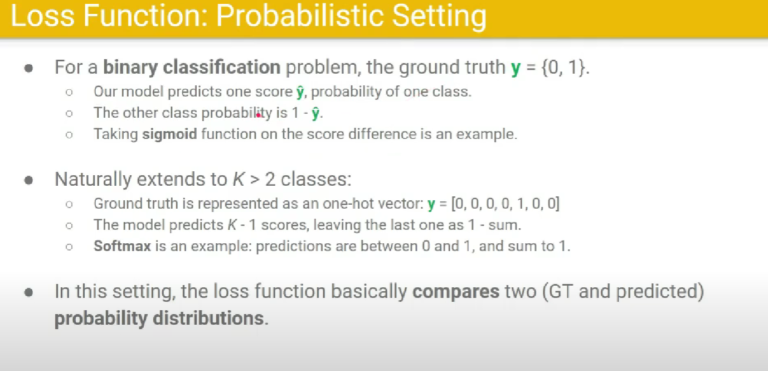 Loss Function: Probabilistic Setting
● For a binary classification problem, the ground truth y = {0, 1}.
○ Our model predicts one score ŷ, probability of one class.
○ The other class probability is 1 - ŷ.
○ Taking sigmoid function on the score difference is an example.
● Naturally extends to K > 2 classes:
○ Ground truth is represented as an one-hot vector: y = [0, 0, 0, 0, 1, 0, 0]
○ The model predicts K - 1 scores, leaving the last one as 1 - sum.
○ Softmax is an example: predictions are between 0 and 1, and sum to 1.
● In this setting, the loss function basically compares two (GT and predicted)
probability distributions.